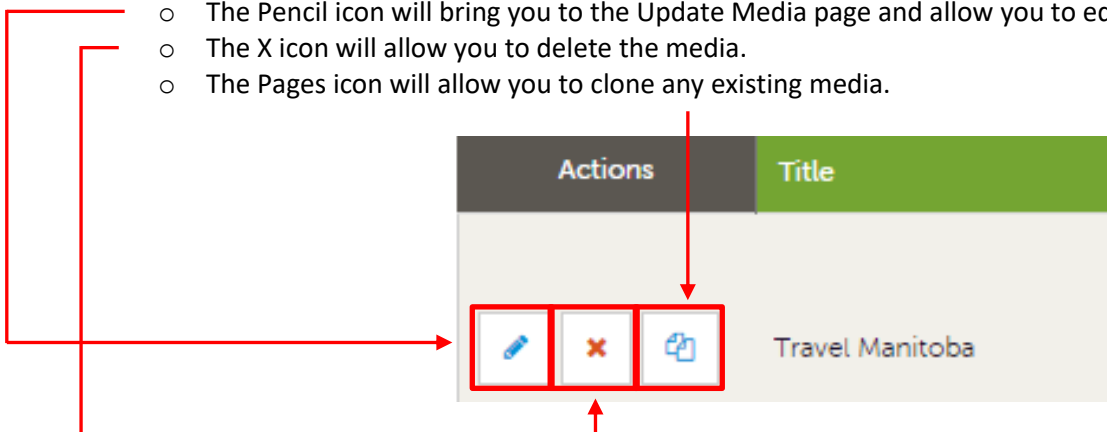 o The Pencil icon will bring you to the Update Media page and allow you to
o The X icon will allow you to delete the media.
o The Pages icon will allow you to clone any existing media.
Actions Title
Travel Manitoba